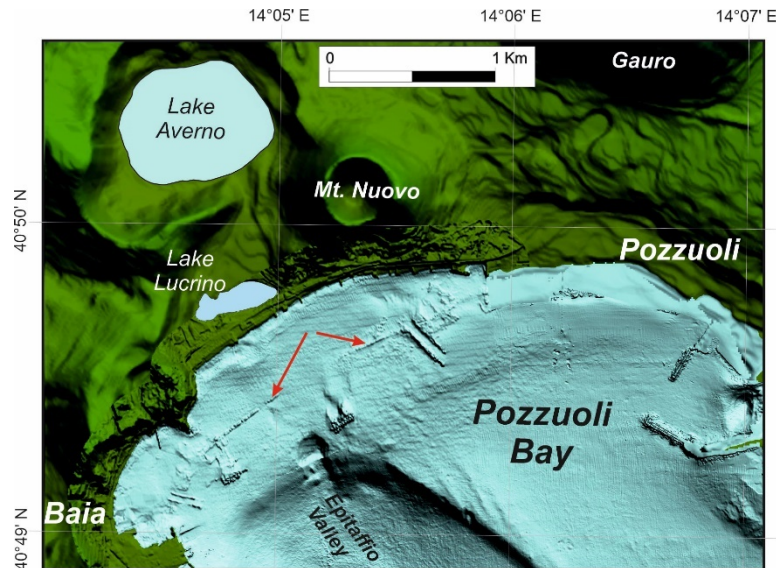 14°05' E
14°06' E
14°07' E
0
1 Km
Gauro
Lake
Averno
Mt. Nuovo
40°50'
Pozzuoli
Lake
Lucrino
Pozzuoli
Bay
Baia
Epitaffio
Valley
40°49'